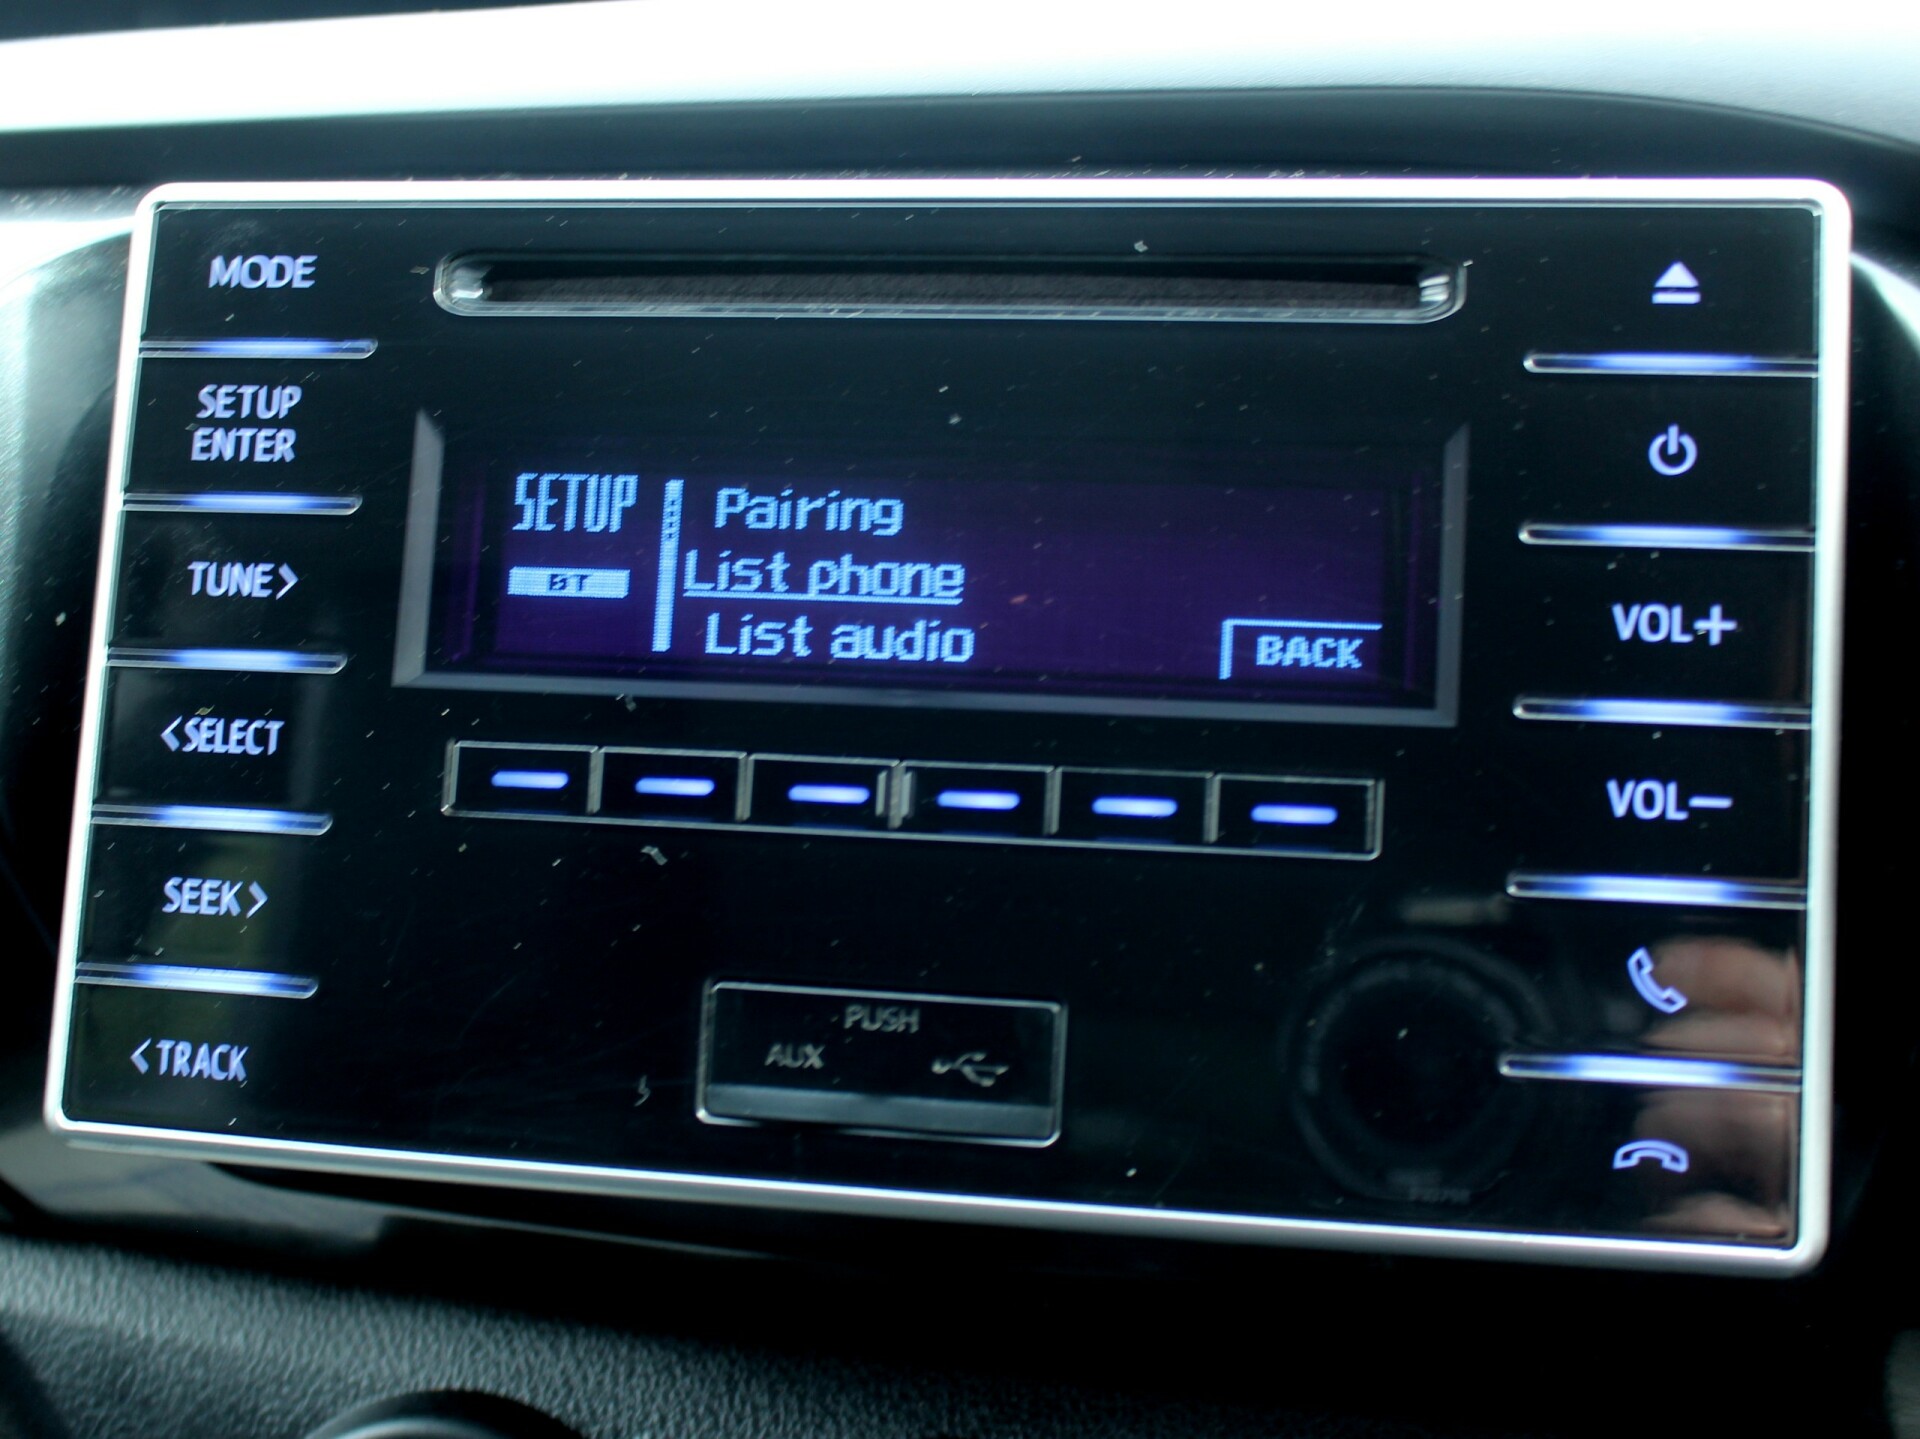 MODE
SETUP
ENTER
TUNE>
<SELECT
SEEK>
<TRACK
SETUP
BT
Pairing
List phone
List audio
BACK
PUSH
AUX
VOL+
VOL−